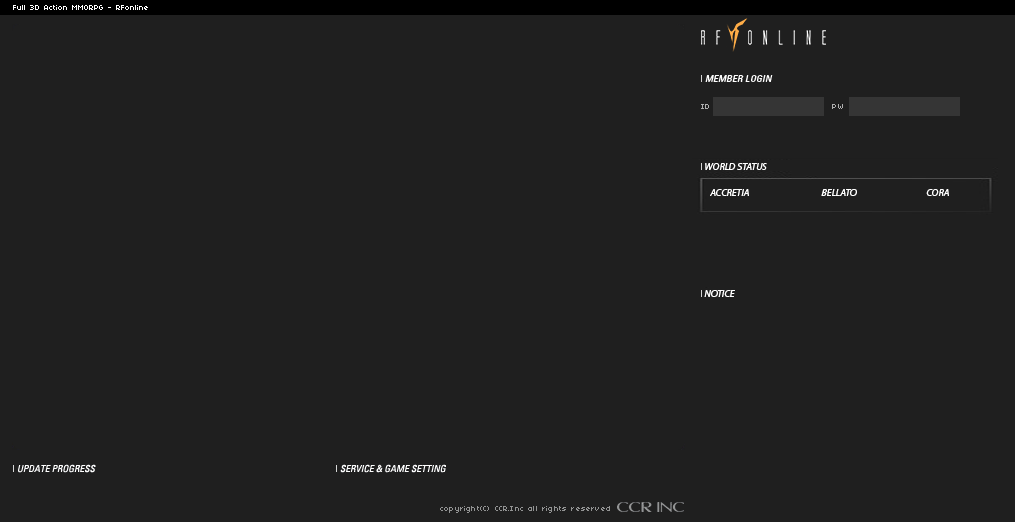 Full 3D Action MMORPG - RFonline
RF ONLINE
MEMBER LOGIN
ID PW
WORLD STATUS
ACCRETIA BELLATO CORA
NOTICE
UPDATE PROGRESS SERVICE & GAME SETTING
copyright(C) CCR.Inc all rights reserved CCR INC